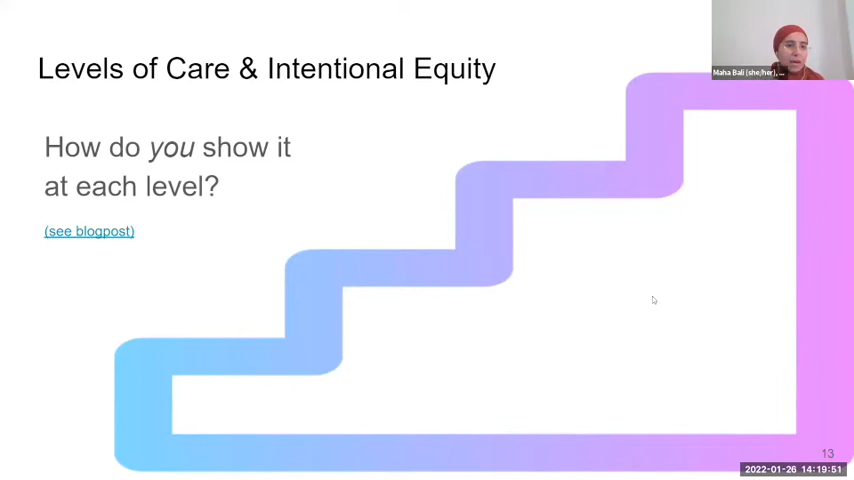 Levels of Care & Intentional Equity
Maha Bali (she/her), ...
How do you show it
at each level?
(see blogpost)
13
2022-01-26 14:19:51